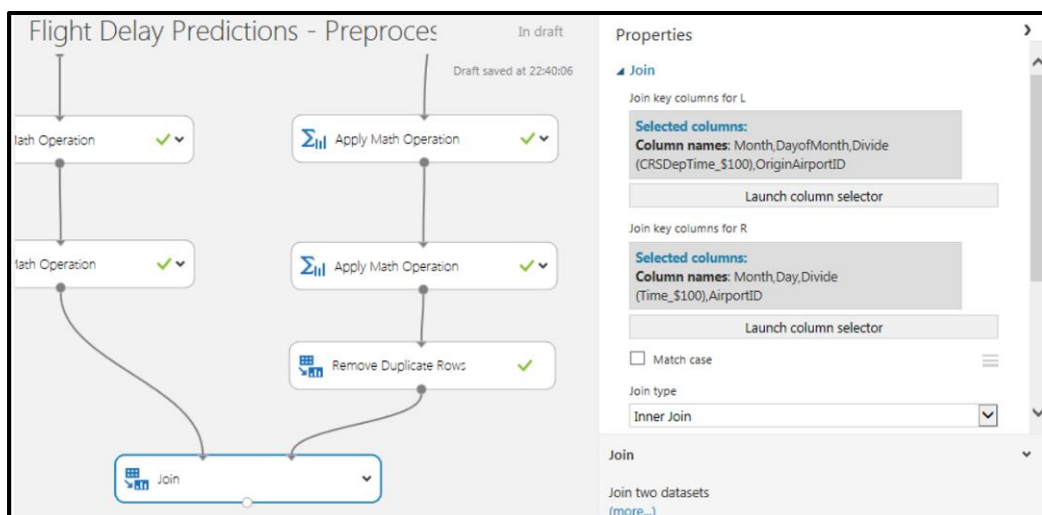 Flight Delay Predictions - Preproces
In draft
Draft saved at 22:40:06
Math Operation
Apply Math Operation
Math Operation
Apply Math Operation
Remove Duplicate Rows
Join
Properties
Join
Join key columns for L
Selected columns:
Column names: Month,DayofMonth,Divide
(CRSDepTime_$100),OriginAirportID
Launch column selector
Join key columns for R
Selected columns:
Column names: Month,Day,Divide
(Time_$100),AirportID
Launch column selector
Match case
Join type
Inner Join
Join
Join two datasets
(more...)